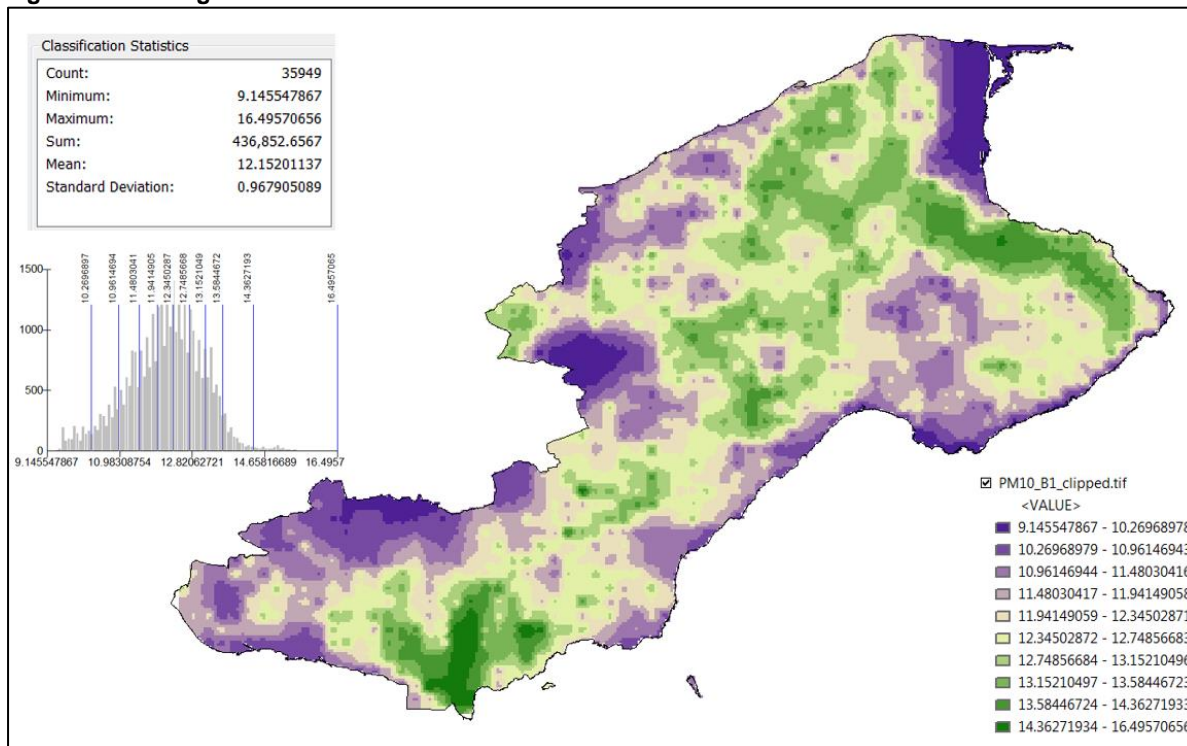 Classification Statistics
Count: 35949
Minimum: 9.145547867
Maximum: 16.49570656
Sum: 436,852.6567
Mean: 12.15201137
Standard Deviation: 0.967905089
1500
1000
500
0
10.2696897
10.9614694
11.4803041
11.9414905
12.3450287
12.7485668
13.1521049
13.5844672
14.3627193
16.4957065
9.145547867 10.98308754 12.82062721 14.65816689 16.4957
PM10_B1_clipped.tif
<VALUE>
9.145547867 - 10.26968978
10.26968979 - 10.96146943
10.96146944 - 11.48030416
11.48030417 - 11.94149058
11.94149059 - 12.34502871
12.34502872 - 12.74856683
12.74856684 - 13.15210496
13.15210497 - 13.58446723
13.58446724 - 14.36271933
14.36271934 - 16.49570656